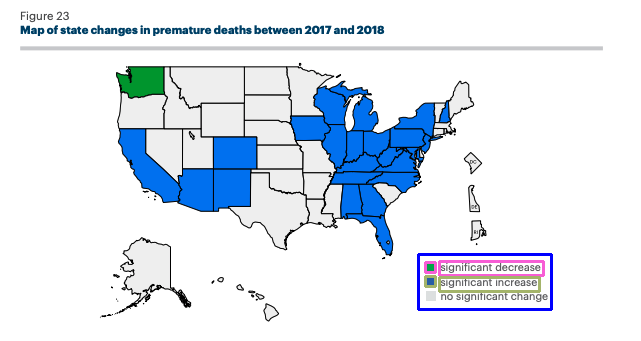 Figure 23
Map of state changes in premature deaths between 2017 and 2018
DC
DE
RI
significant decrease
significant increase
no significant change